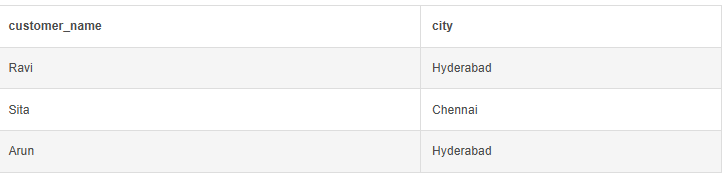 customer_name city
Ravi Hyderabad
Sita Chennai
Arun Hyderabad